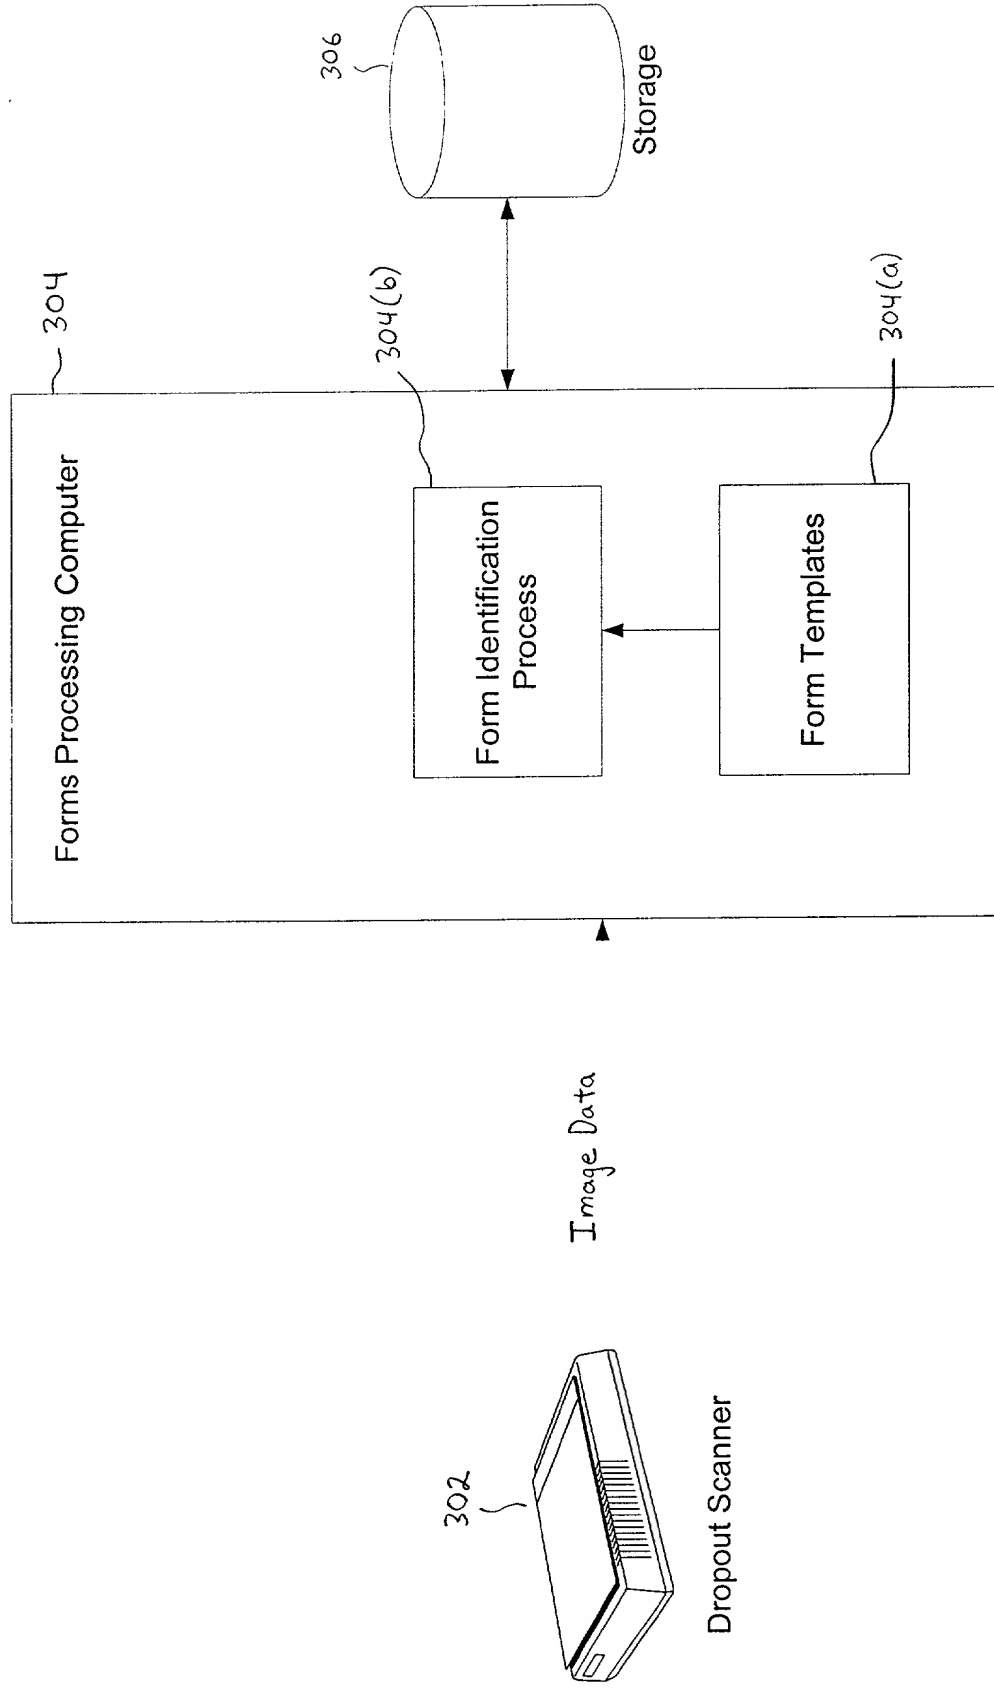 304
Forms Processing Computer
306
304(b)
Form Identification
Process
Storage
302
Image Data
304(a)
Form Templates
Dropout Scanner